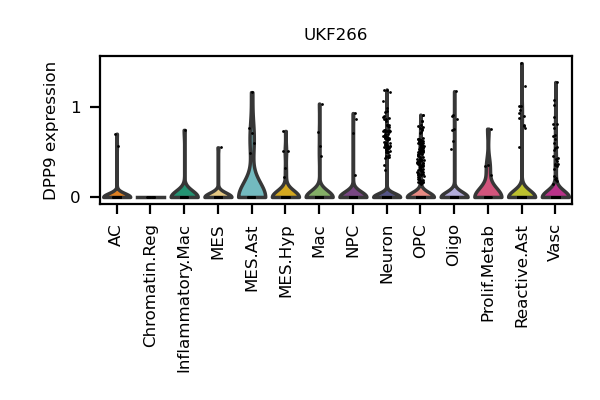 UKF266
DPP9 expression
1
0
AC
Chromatin.Reg
Inflammatory.Mac
MES
MES.Ast
MES.Hyp
Mac
NPC
Neuron
OPC
Oligo
Prolif.Metab
Reactive.Ast
Vasc